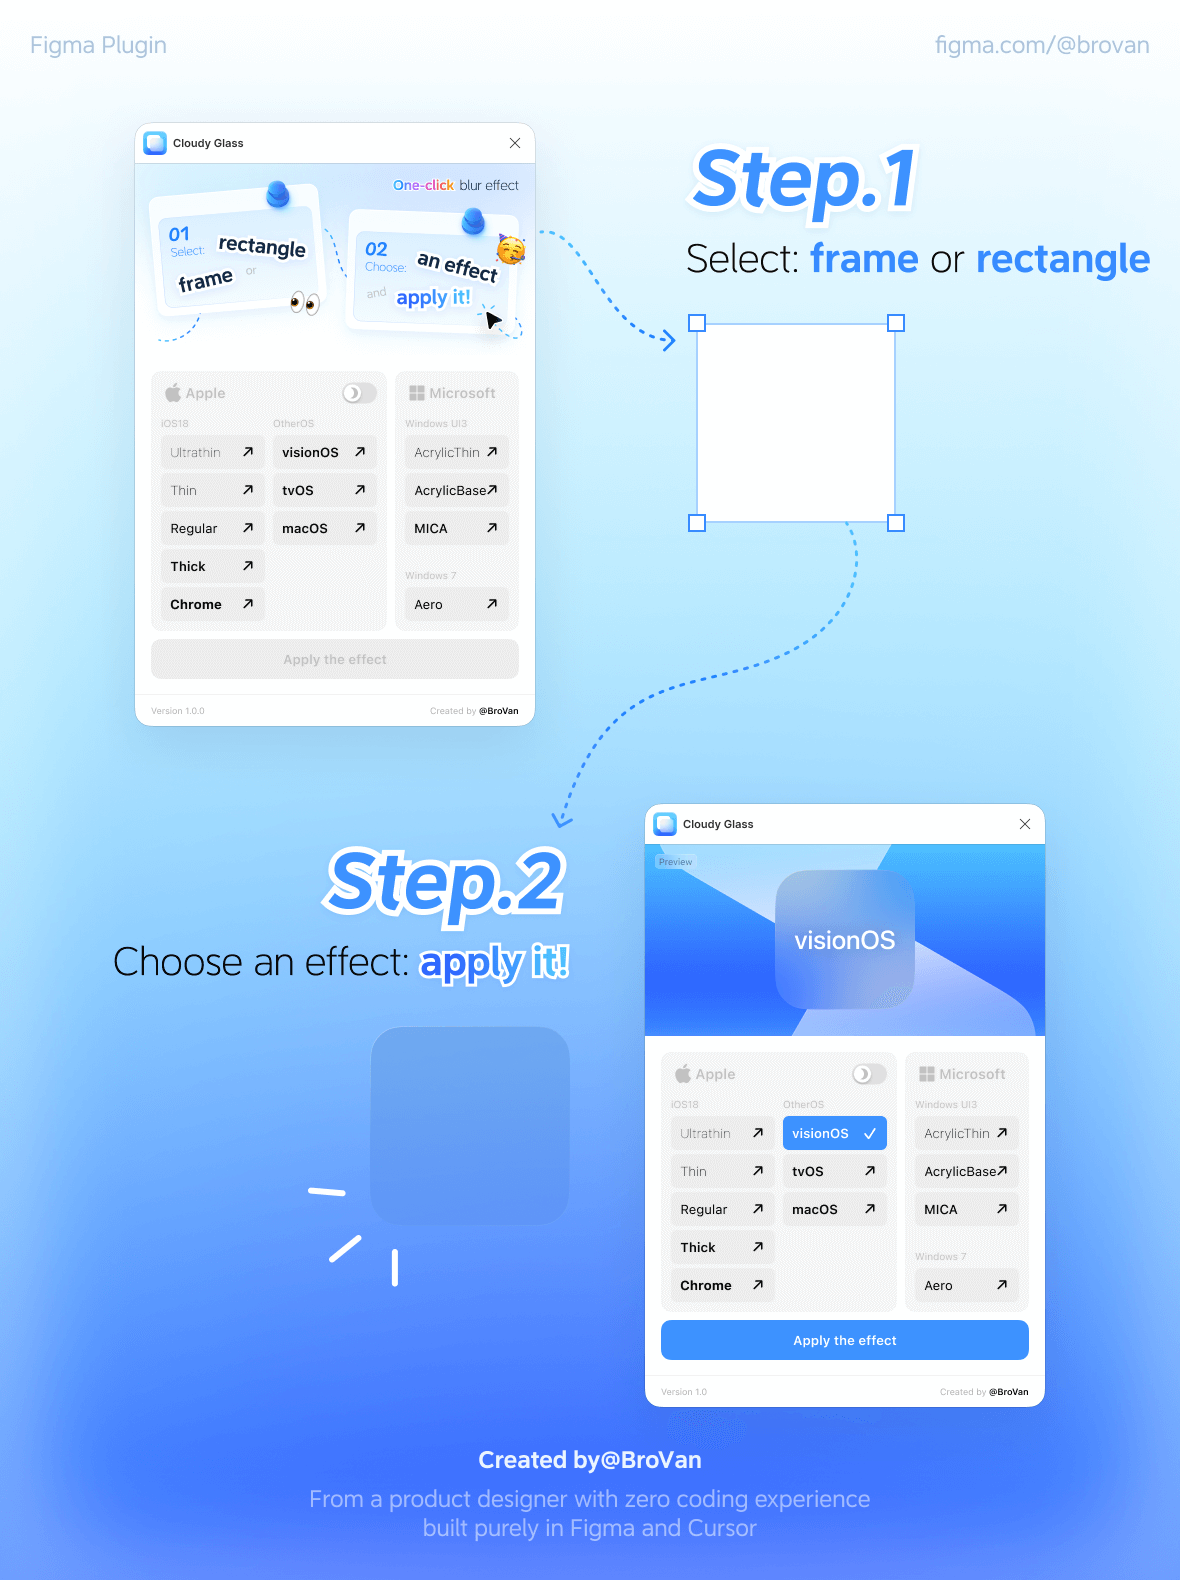 Figma Plugin
figma.com/@brovan
Cloudy Glass
One-click blur effect
01
Select: rectangle
frame or
02
Choose: an effect
and apply it!
Apple
Microsoft
iOS18
OtherOS
Windows UI3
Ultrathin
visionOS
AcrylicThin
Thin
tvOS
AcrylicBase
Regular
macOS
MICA
Thick
Windows 7
Chrome
Aero
Apply the effect
Version 1.0.0
Created by @BroVan
Step.1
Select: frame or rectangle
Step.2
Choose an effect: apply it!
Cloudy Glass
Preview
visionOS
Apple
Microsoft
iOS18
OtherOS
Windows UI3
Ultrathin
visionOS
AcrylicThin
Thin
tvOS
AcrylicBase
Regular
macOS
MICA
Thick
Windows 7
Chrome
Aero
Apply the effect
Version 1.0
Created by @BroVan
Created by@BroVan
From a product designer with zero coding experience
built purely in Figma and Cursor